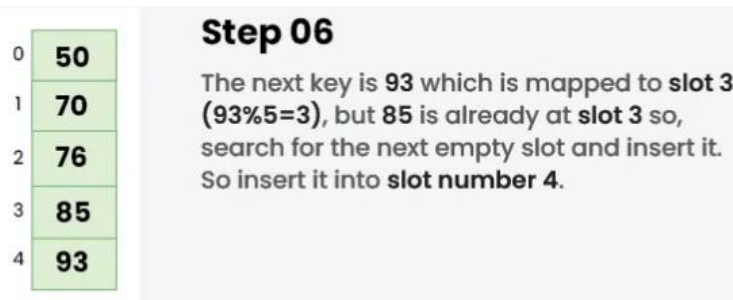 Step 06
The next key is 93 which is mapped to slot 3
(93%5=3), but 85 is already at slot 3 so,
search for the next empty slot and insert it.
So insert it into slot number 4.
0 50
1 70
2 76
3 85
4 93